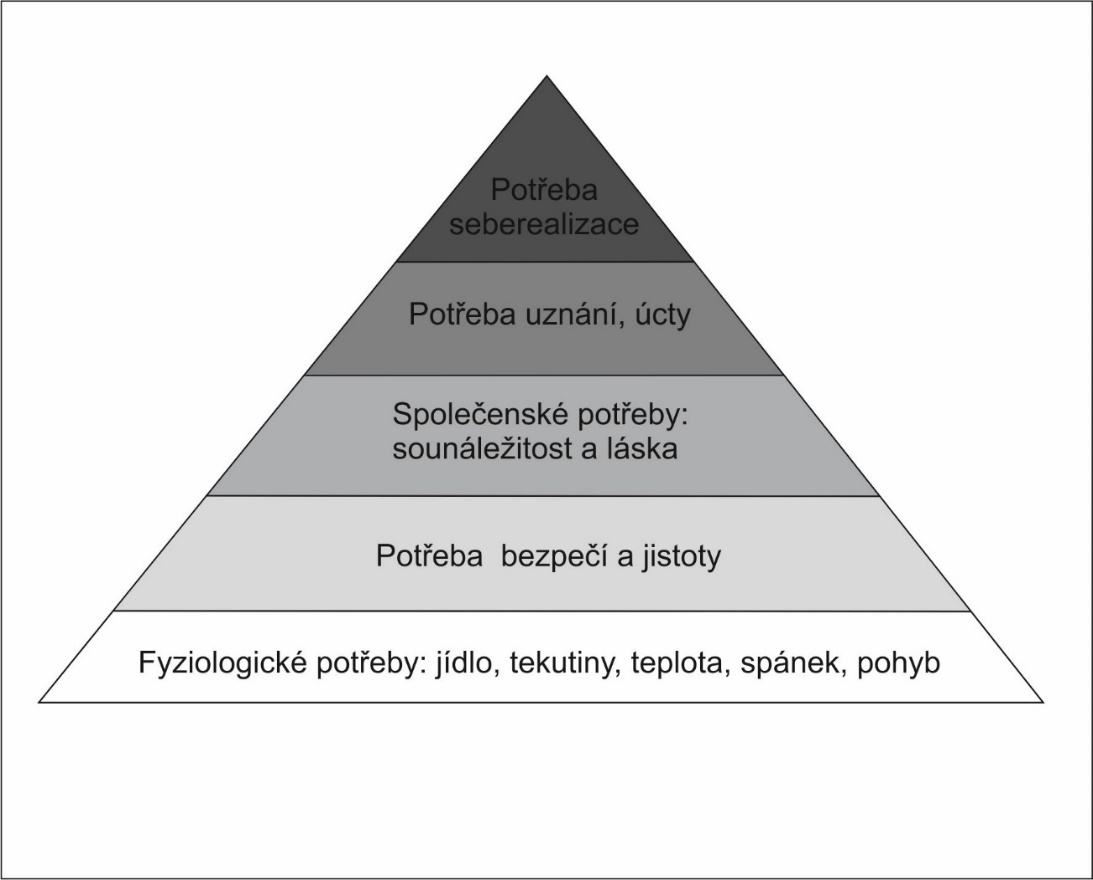 Potřeba
seberealizace
Potřeba uznání, úcty
Společenské potřeby:
sounáležitost a láska
Potřeba  bezpečí a jistoty
Fyziologické potřeby: jídlo, tekutiny, teplota, spánek, pohyb